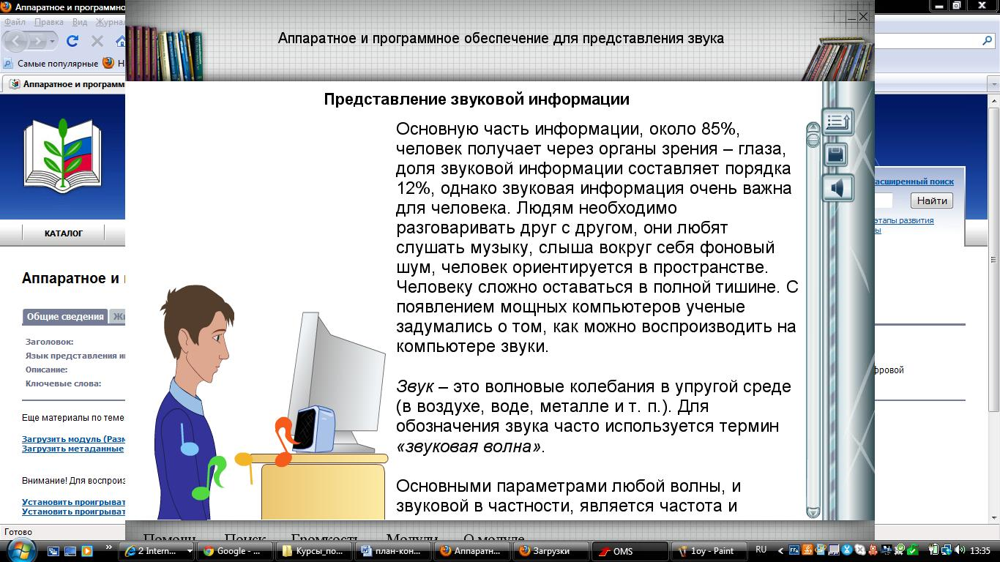 Аппаратное и программно
Файл Правка Вид Журнал
Самые популярные Н
Аппаратное и программ
КАТАЛОГ
Аппаратное и
Общие сведения
Заголовок:
Язык представления и
Описание:
Ключевые слова:
Еще материалы по теме
Загрузить модуль (Разм
Загрузить метаданные
Внимание! Для воспроиз
Установить проигрыват
Установить проигрыват
Готово
Аппаратное и программное обеспечение для представления звука
Представление звуковой информации
Основную часть информации, около 85%,
человек получает через органы зрения – глаза,
доля звуковой информации составляет порядка
12%, однако звуковая информация очень важна
для человека. Людям необходимо
разговаривать друг с другом, они любят
слушать музыку, слыша вокруг себя фоновый
шум, человек ориентируется в пространстве.
Человеку сложно оставаться в полной тишине. С
появлением мощных компьютеров ученые
задумались о том, как можно воспроизводить на
компьютере звуки.
Звук – это волновые колебания в упругой среде
(в воздухе, воде, металле и т. п.). Для
обозначения звука часто используется термин
«звуковая волна».
Основными параметрами любой волны, и
звуковой в частности, является частота и
асширенный поиск
Найти
этапы развития
ы
фровой
Помощь Поиск Громкость Модули О модуле
2 Intern... Google - ... Курсы_по... план-кон... Аппаратн... Загрузки OMS 1oy - Paint RU 13:35